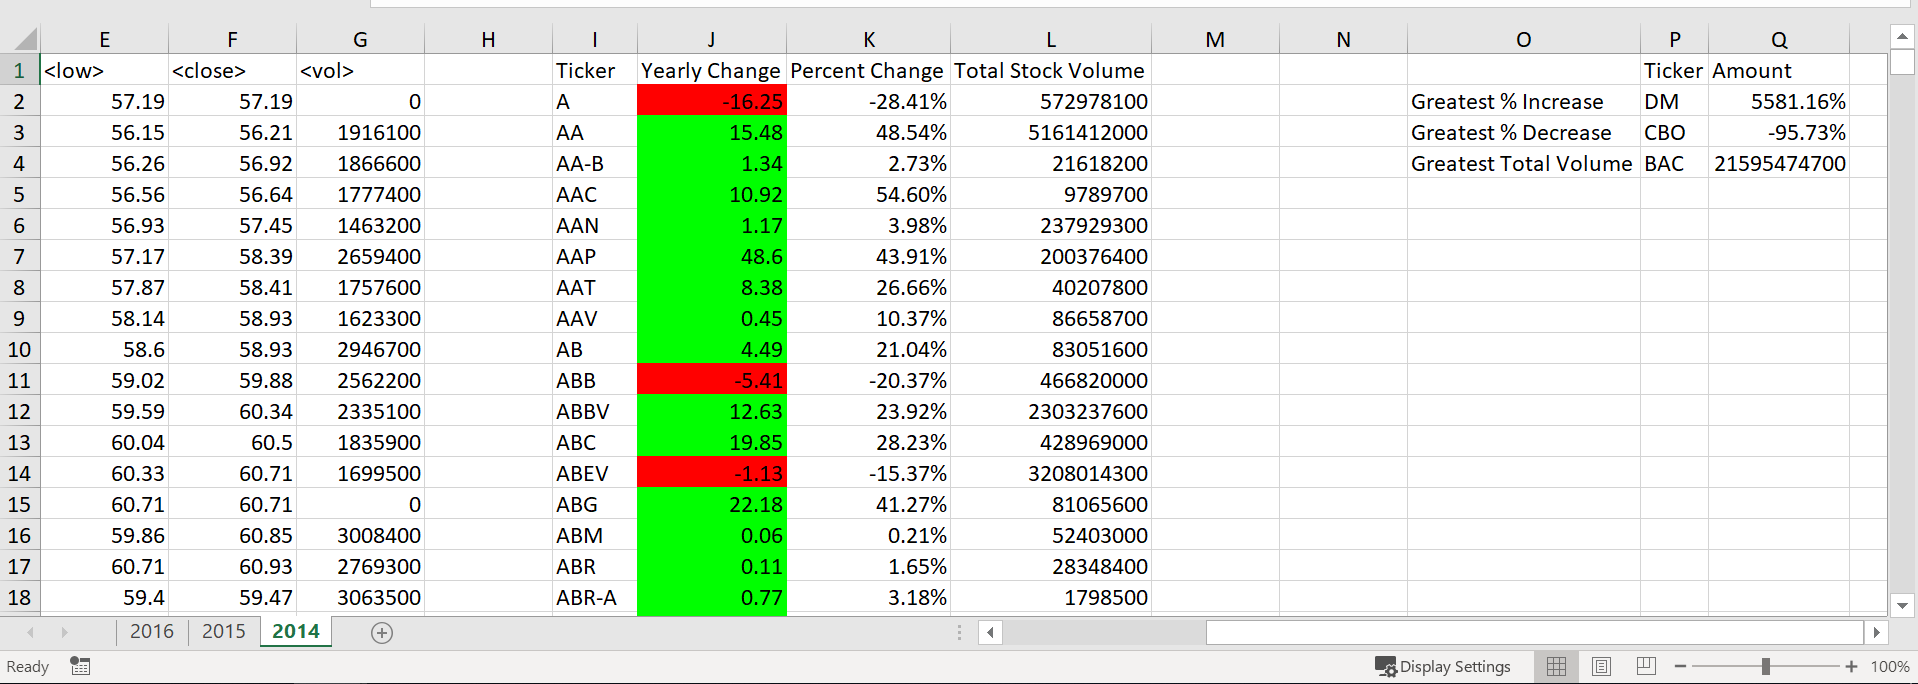 E F G H I J K L M N O P Q
1 <low> <close> <vol> Ticker Yearly Change Percent Change Total Stock Volume Ticker Amount
2 57.19 57.19 0 A -16.25 -28.41% 572978100 Greatest % Increase DM 5581.16%
3 56.15 56.21 1916100 AA 15.48 48.54% 5161412000 Greatest % Decrease CBO -95.73%
4 56.26 56.92 1866600 AA-B 1.34 2.73% 21618200 Greatest Total Volume BAC 21595474700
5 56.56 56.64 1777400 AAC 10.92 54.60% 9789700
6 56.93 57.45 1463200 AAN 1.17 3.98% 237929300
7 57.17 58.39 2659400 AAP 48.6 43.91% 200376400
8 57.87 58.41 1757600 AAT 8.38 26.66% 40207800
9 58.14 58.93 1623300 AAV 0.45 10.37% 86658700
10 58.6 58.93 2946700 AB 4.49 21.04% 83051600
11 59.02 59.88 2562200 ABB -5.41 -20.37% 466820000
12 59.59 60.34 2335100 ABBV 12.63 23.92% 2303237600
13 60.04 60.5 1835900 ABC 19.85 28.23% 428969000
14 60.33 60.71 1699500 ABEV -1.13 -15.37% 3208014300
15 60.71 60.71 0 ABG 22.18 41.27% 81065600
16 59.86 60.85 3008400 ABM 0.06 0.21% 52403000
17 60.71 60.93 2769300 ABR 0.11 1.65% 28348400
18 59.4 59.47 3063500 ABR-A 0.77 3.18% 1798500
2016 2015 2014
Ready Display Settings 100%